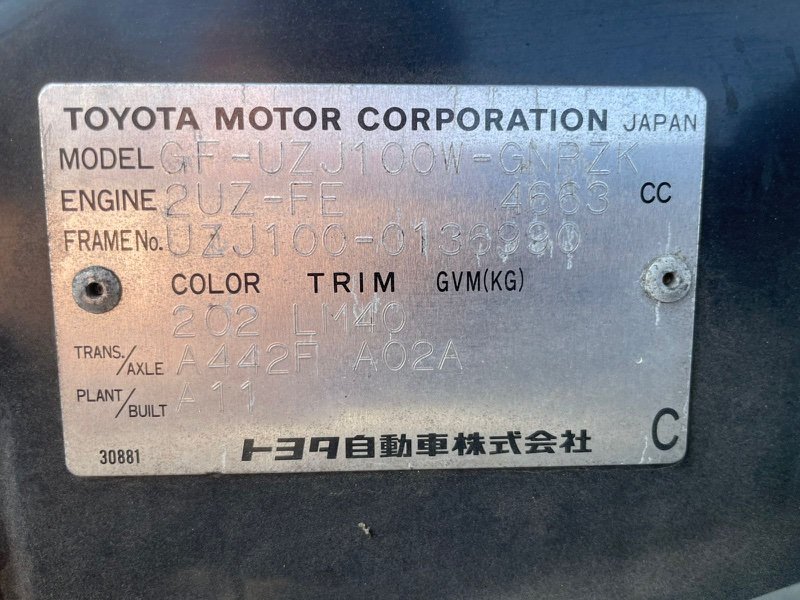 TOYOTA MOTOR CORPORATION JAPAN
MODEL GF-UZJ100W-GNPZK
ENGINE 2UZ-FE 4663 CC
FRAME No.
COLOR TRIM GVM(KG)
202 LM40
TRANS./AXLE A442F A02A
PLANT/BUILT A11
30881 トヨタ自動車株式会社 C